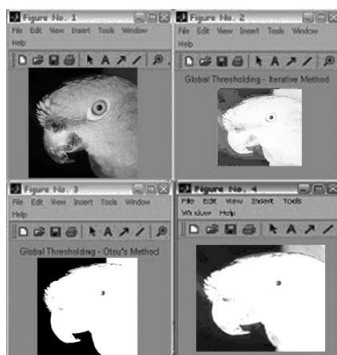 Figure No. 1
File Edit View Insert Tools Window
Help
Figure No. 2
File Edit View Insert Tools Window
Help
Global Thresholding - Iterative Method
Figure No. 3
File Edit View Insert Tools Window
Help
Global Thresholding - Otsu's Method
Figure No. 4
File Edit View Insert Tools
Window Help